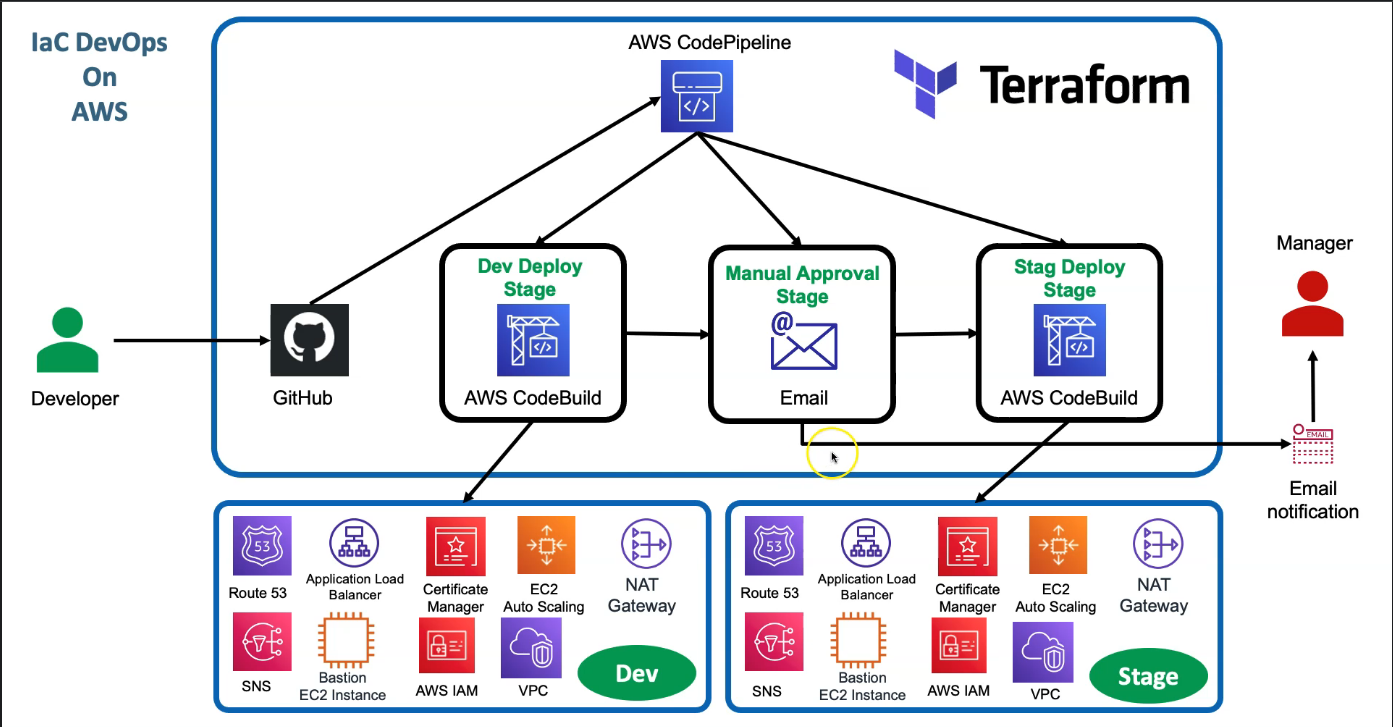 IaC DevOps
On
AWS
AWS CodePipeline
Terraform
Developer
GitHub
Dev Deploy
Stage
AWS CodeBuild
Manual Approval
Stage
@
Email
Stag Deploy
Stage
AWS CodeBuild
Manager
EMAIL
Email
notification
53
Route 53
Application Load
Balancer
Certificate
Manager
EC2
Auto Scaling
NAT
Gateway
SNS
Bastion
EC2 Instance
AWS IAM
VPC
Dev
53
Route 53
Application Load
Balancer
Certificate
Manager
EC2
Auto Scaling
NAT
Gateway
SNS
Bastion
EC2 Instance
AWS IAM
VPC
Stage